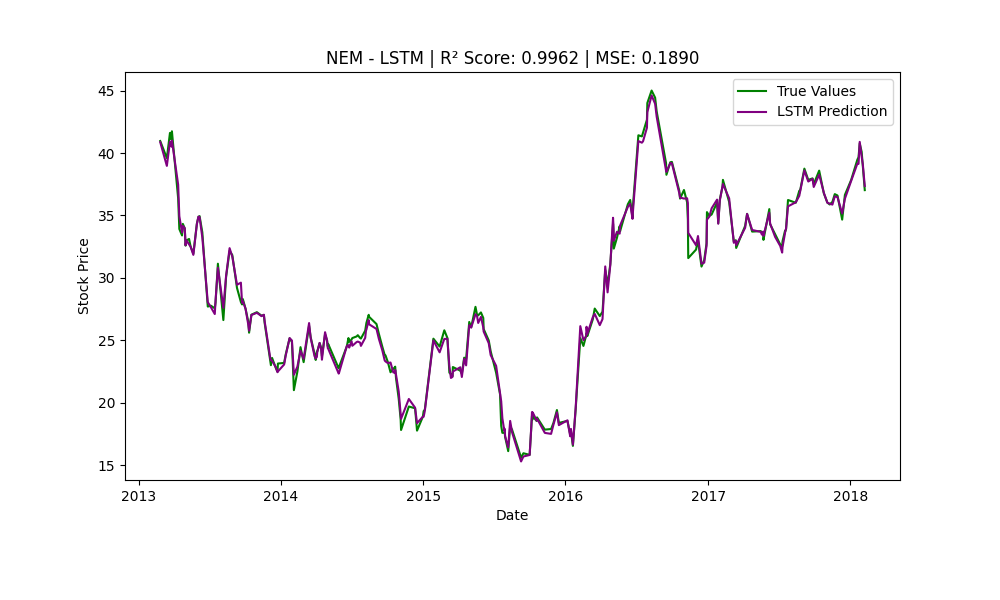 NEM - LSTM | R² Score: 0.9962 | MSE: 0.1890
True Values
LSTM Prediction
Stock Price
45
40
35
30
25
20
15
2013 2014 2015 2016 2017 2018
Date